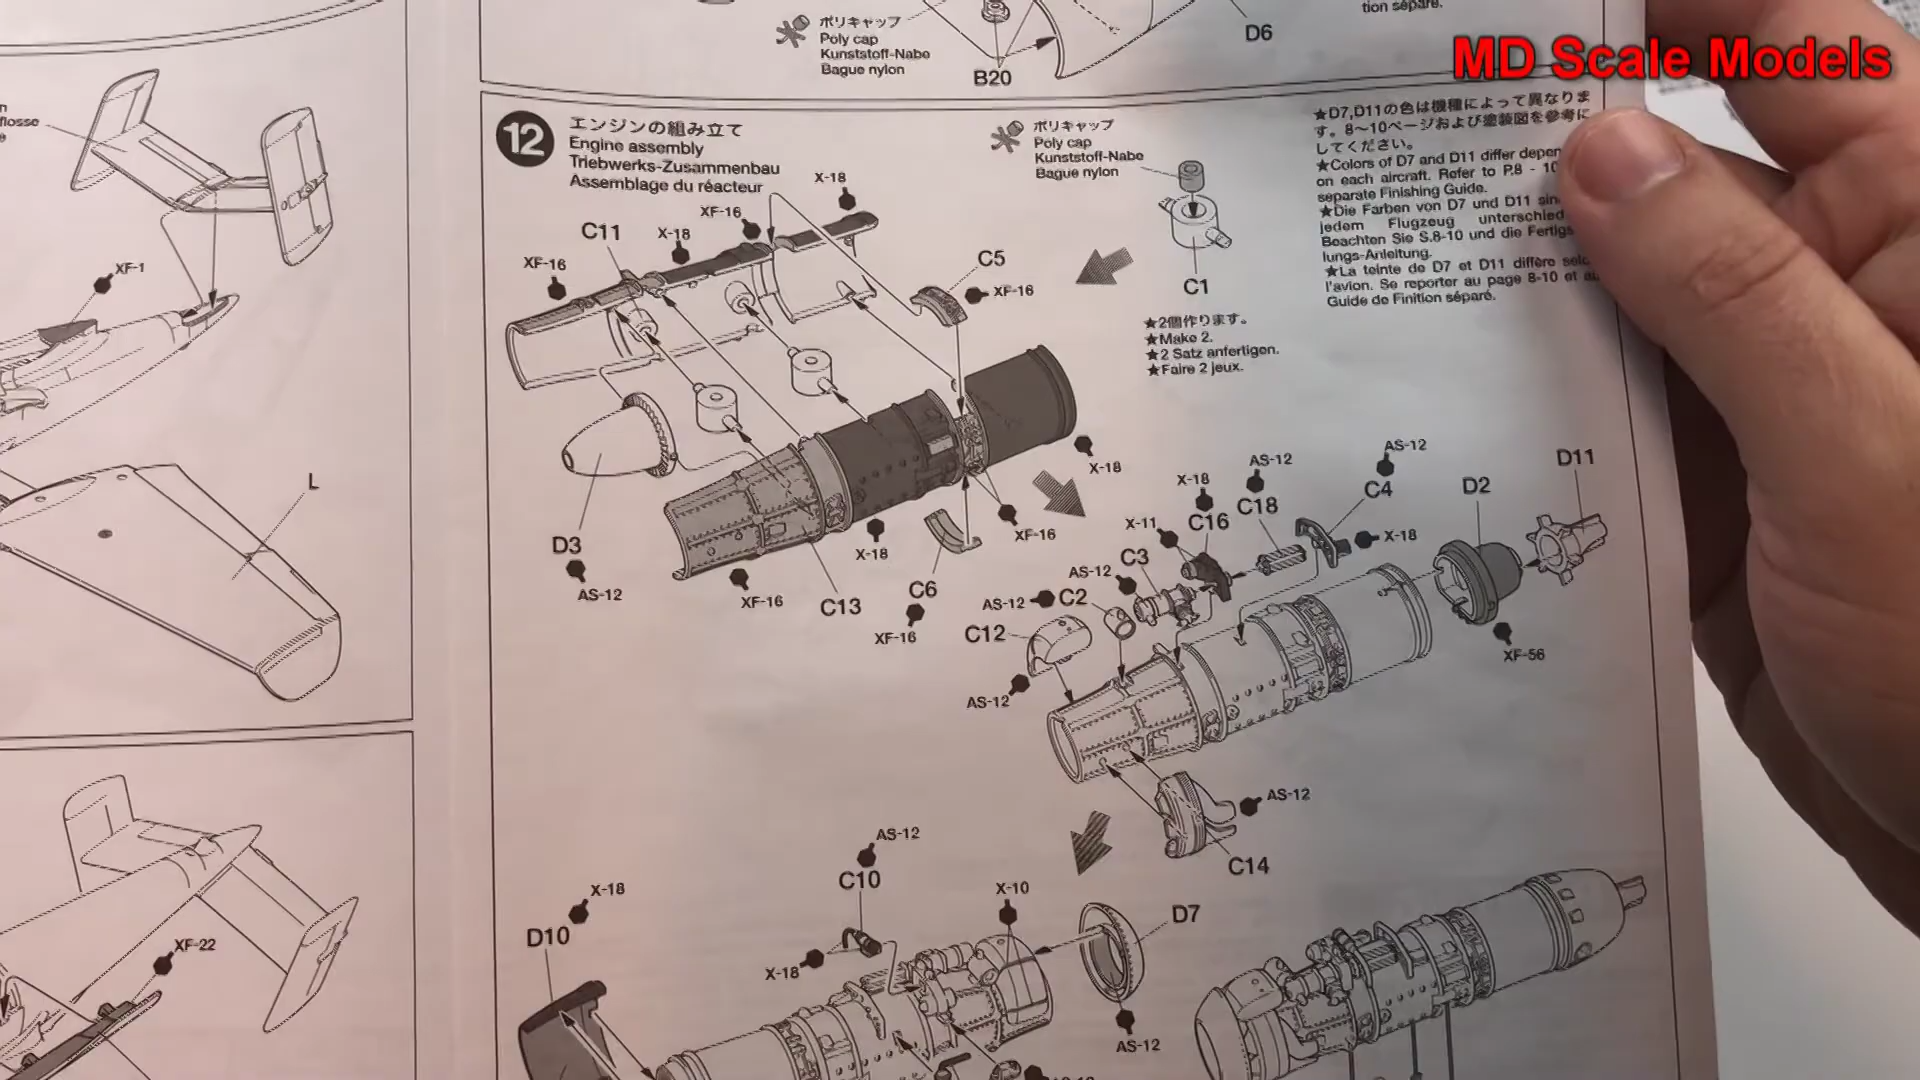 MD Scale Models
tion séparé.
ポリキャップ
Poly cap
Kunststoff-Nabe
Bague nylon
B20
D6
n
flosse
e
XF-1
L
XF-22
12
エンジンの組み立て
Engine assembly
Triebwerks-Zusammenbau
Assemblage du réacteur
ポリキャップ
Poly cap
Kunststoff-Nabe
Bague nylon
C1
★2個作ります。
★Make 2.
★2 Satz anfertigen.
★Faire 2 jeux.
★D7,D11の色は機種によって異なりま
す。8〜10ページおよび塗装図を参考に
してください。
★Colors of D7 and D11 differ depen
on each aircraft. Refer to P.8 - 10
separate Finishing Guide.
★Die Farben von D7 und D11 sin
jedem Flugzeug unterschied
Beachten Sie S.8-10 und die Fertigs
lungs-Anleitung.
★La teinte de D7 et D11 diffère sel
l'avion. Se reporter au page 8-10 et au
Guide de Finition séparé.
X-18
XF-16
X-18
C11
XF-16
C5
XF-16
X-18
D3
AS-12
XF-16
C13
X-18
C6
XF-16
XF-16
AS-12
D11
AS-12
C4
D2
X-18
C18
X-18
C16
X-11
C3
AS-12
AS-12
C2
C12
AS-12
XF-56
AS-12
C14
AS-12
C10
X-18
X-18
D10
X-10
D7
AS-12